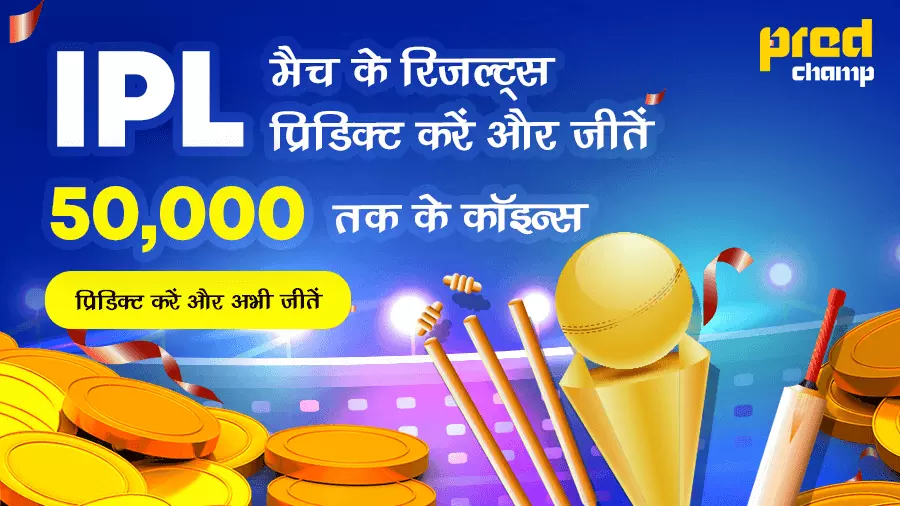 pred
champ
IPL
मैच के रिजल्ट्स
प्रिडिक्ट करें और जीतें
50,000 तक के कॉइन्स
प्रिडिक्ट करें और अभी जीतें